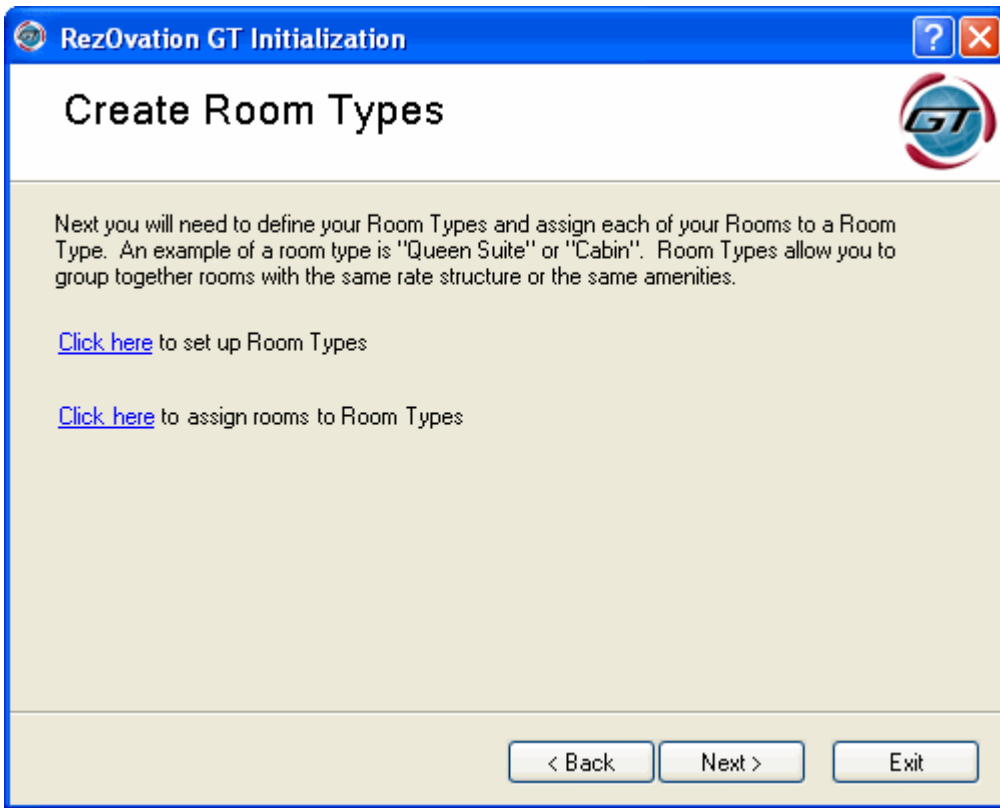 RezOvation GT Initialization
?
Create Room Types
GT
Next you will need to define your Room Types and assign each of your Rooms to a Room
Type.  An example of a room type is "Queen Suite" or "Cabin".  Room Types allow you to
group together rooms with the same rate structure or the same amenities.
Click here to set up Room Types
Click here to assign rooms to Room Types
< Back
Next >
Exit